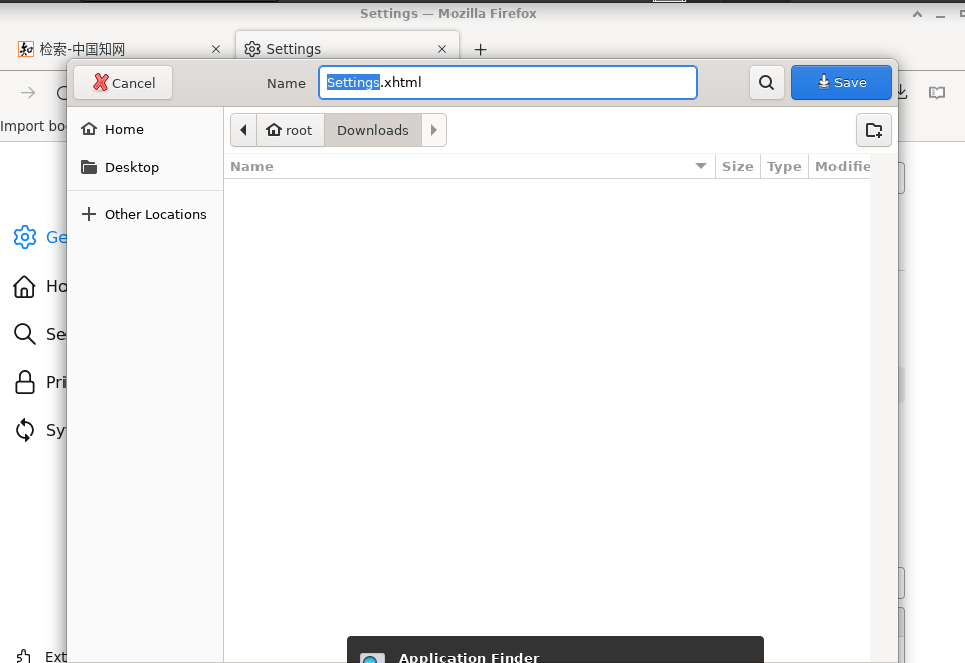 Settings — Mozilla Firefox
检索-中国知网
Settings
Cancel
Name
Settings.xhtml
Save
Import bo
Home
root
Downloads
Desktop
Name
Size
Type
Modifie
Other Locations
Ge
Ho
Se
Pri
Sy
Ext
Application Finder